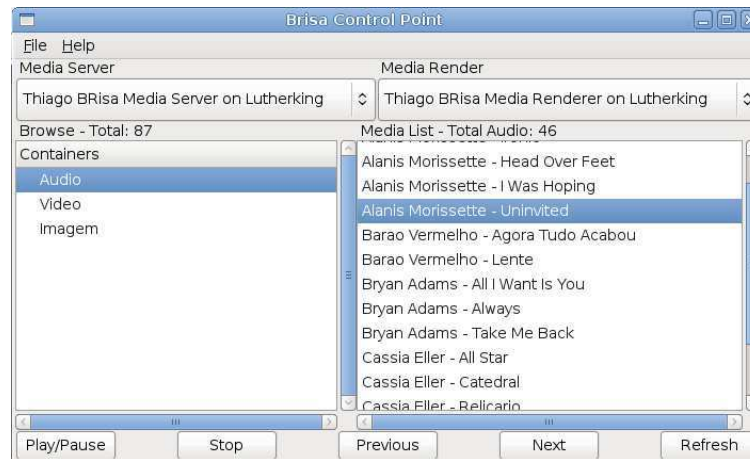 Brisa Control Point
File Help
Media Server
Media Render
Thiago BRisa Media Server on Lutherking
Thiago BRisa Media Renderer on Lutherking
Browse - Total: 87
Media List - Total Audio: 46
Containers
Audio
Video
Imagem
Alanis Morissette - Head Over Feet
Alanis Morissette - I Was Hoping
Alanis Morissette - Uninvited
Barao Vermelho - Agora Tudo Acabou
Barao Vermelho - Lente
Bryan Adams - All I Want Is You
Bryan Adams - Always
Bryan Adams - Take Me Back
Cassia Eller - All Star
Cassia Eller - Catedral
Cassia Eller - Relicario
Play/Pause Stop Previous Next Refresh